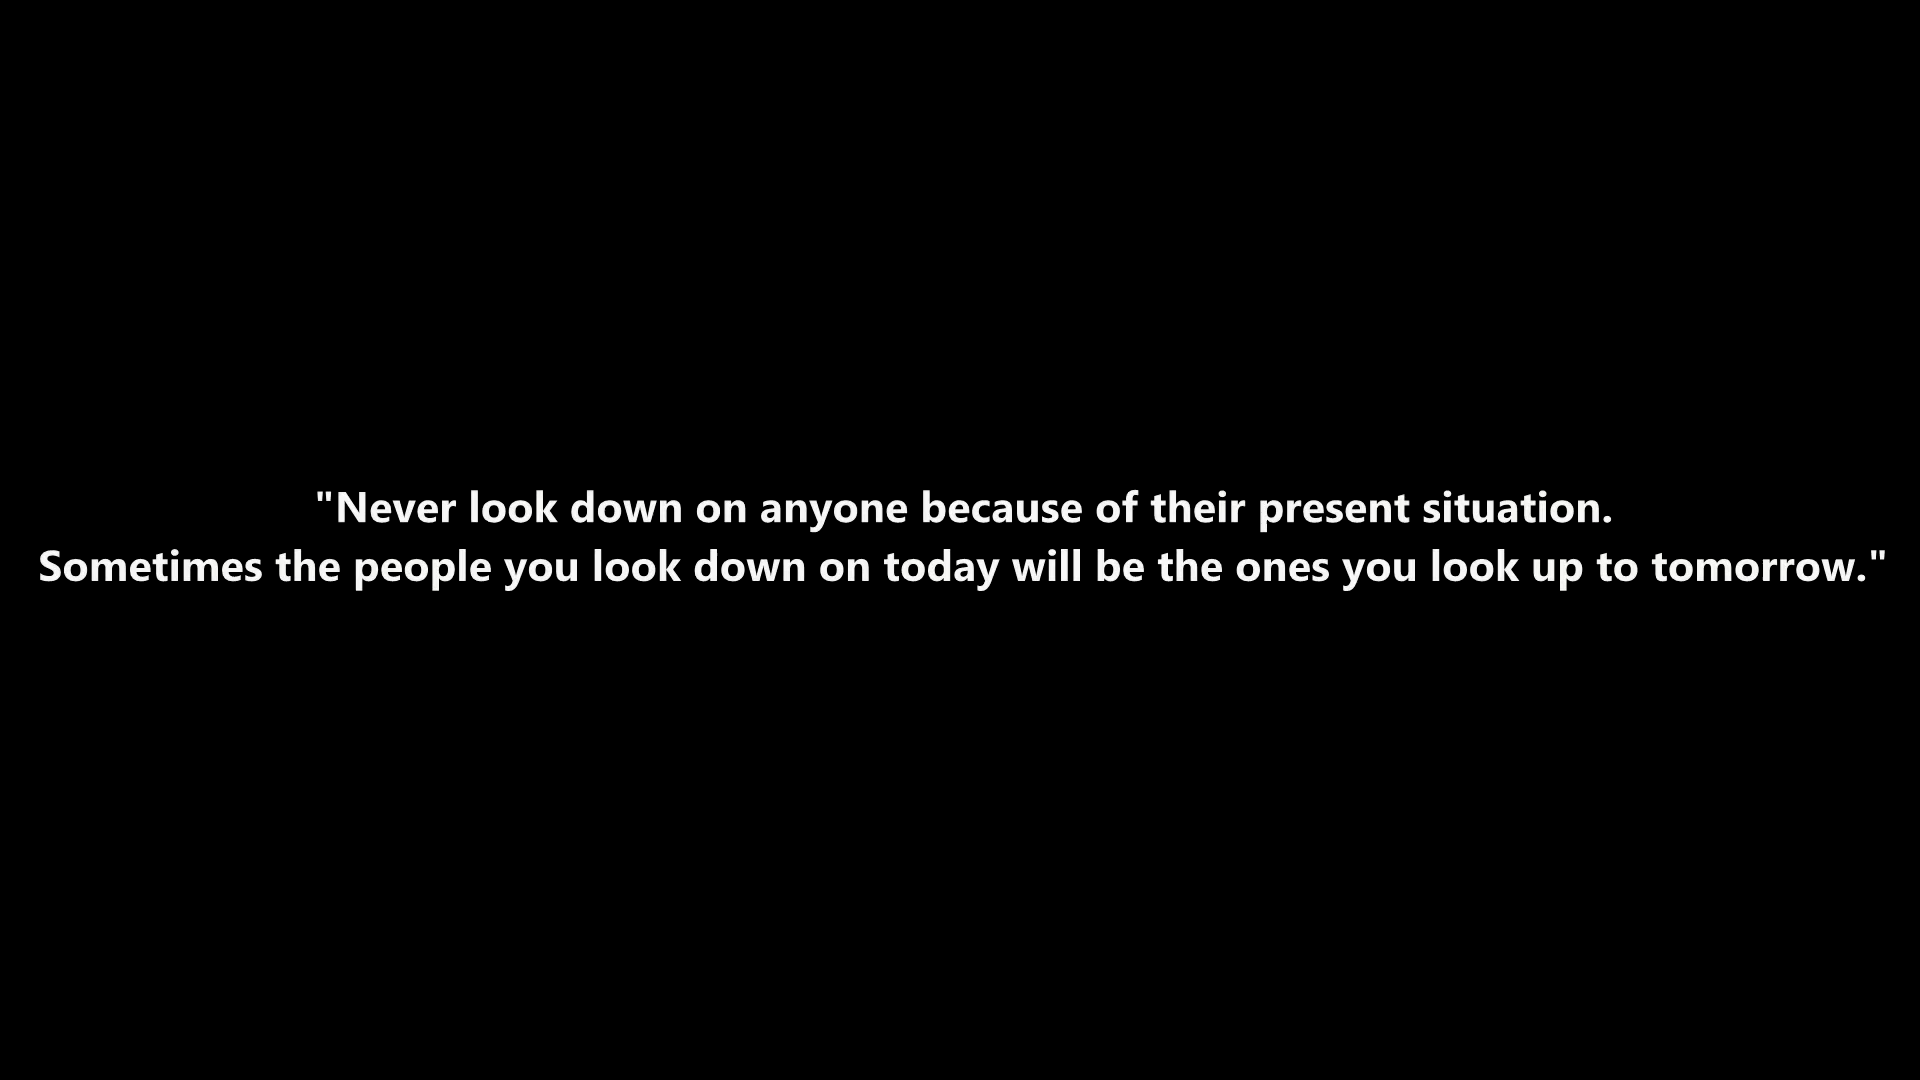 "Never look down on anyone because of their present situation.
Sometimes the people you look down on today will be the ones you look up to tomorrow."